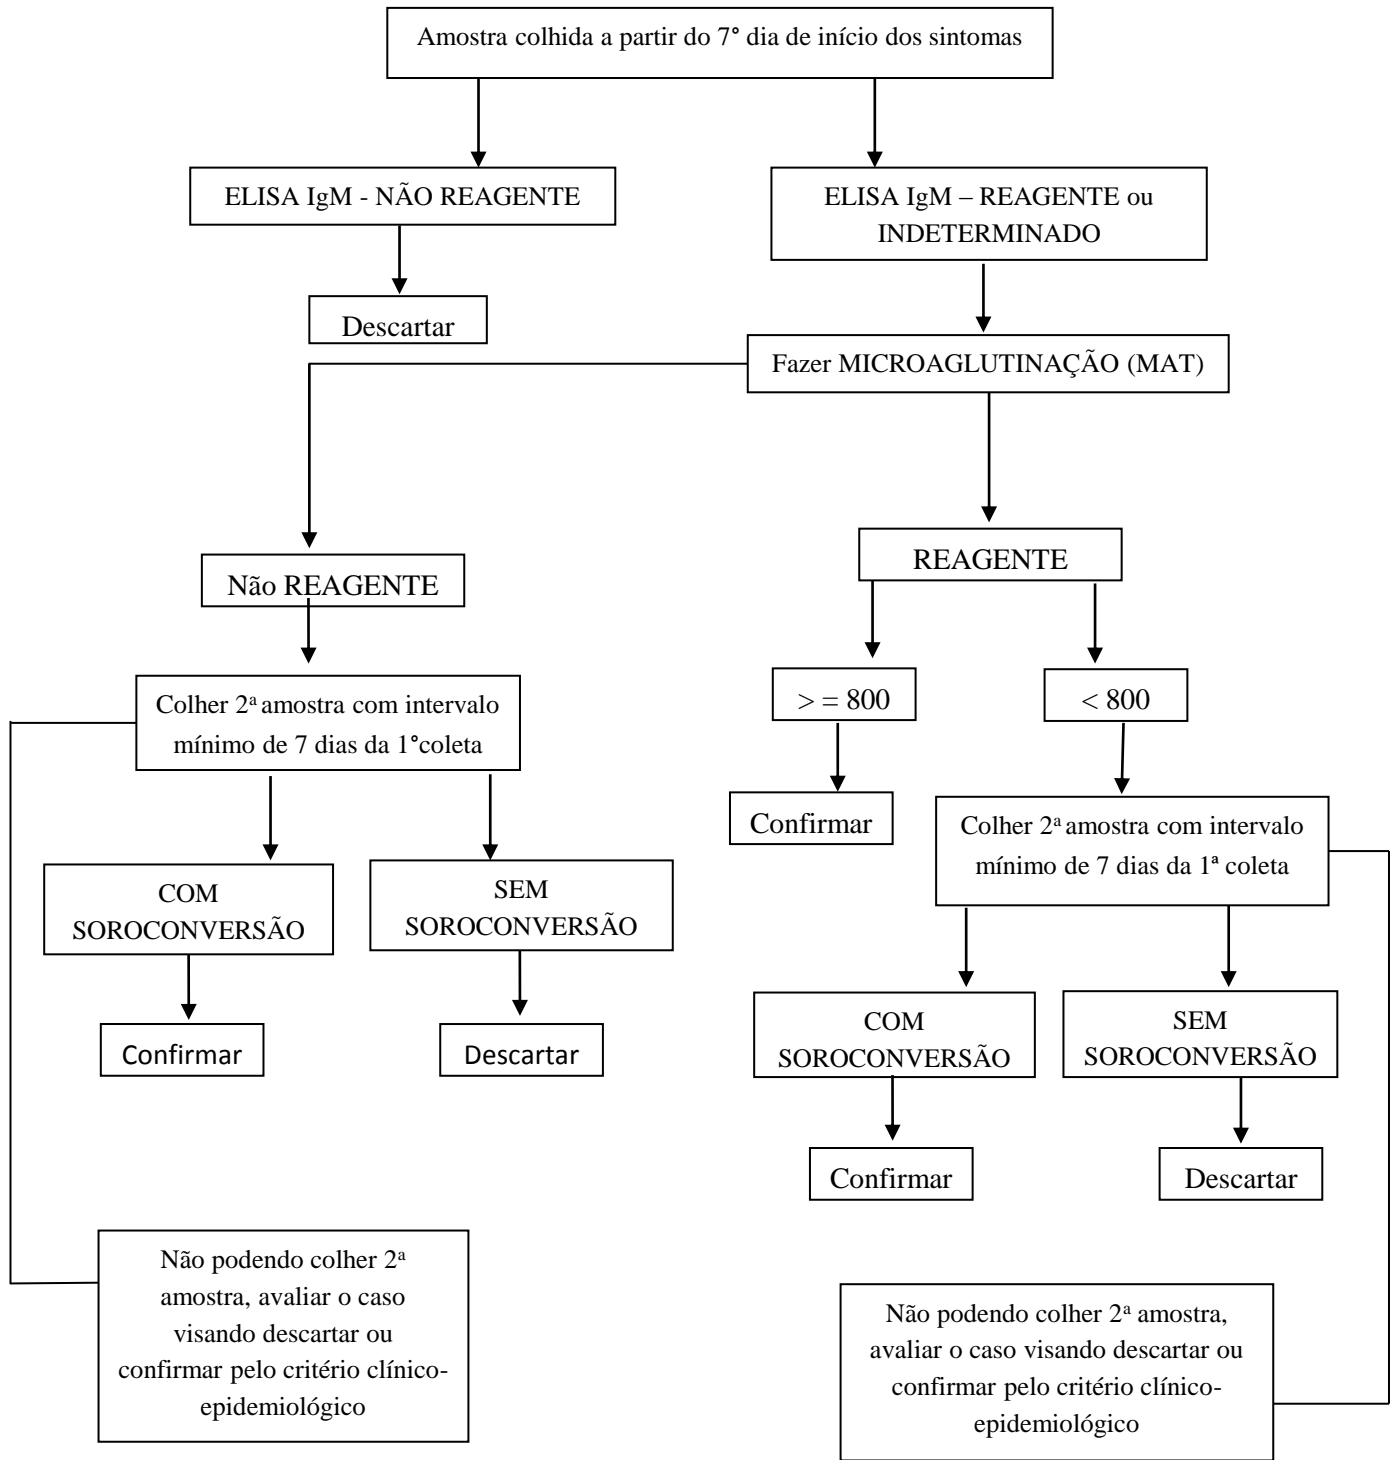 Amostra colhida a partir do 7° dia de início dos sintomas
ELISA IgM - NÃO REAGENTE
ELISA IgM – REAGENTE ou
INDETERMINADO
Descartar
Fazer MICROAGLUTINAÇÃO (MAT)
Não REAGENTE
REAGENTE
Colher 2ª amostra com intervalo
mínimo de 7 dias da 1°coleta
> = 800
< 800
Confirmar
Colher 2ª amostra com intervalo
mínimo de 7 dias da 1ª coleta
COM
SOROCONVERSÃO
SEM
SOROCONVERSÃO
Confirmar
Descartar
COM
SOROCONVERSÃO
SEM
SOROCONVERSÃO
Confirmar
Descartar
Não podendo colher 2ª
amostra, avaliar o caso
visando descartar ou
confirmar pelo critério clínico-
epidemiológico
Não podendo colher 2ª amostra,
avaliar o caso visando descartar ou
confirmar pelo critério clínico-
epidemiológico